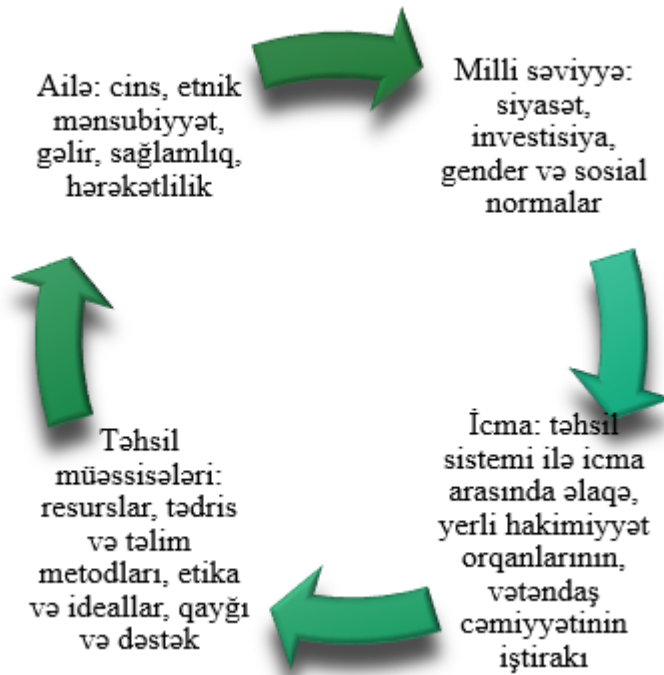 Ailə: cins, etnik
mənsubiyyət,
gəlir, sağlamlıq,
hərəkətlilik
Milli səviyyə:
siyasət,
investisiya,
gender və sosial
normalar
İcma: təhsil
sistemi ilə icma
arasında əlaqə,
yerli hakimiyyət
orqanlarının,
vətəndaş
cəmiyyətinin
iştirakı
Təhsil
müəssisələri:
resurslar, tədris
və təlim
metodları, etika
və ideallar, qayğı
və dəstək